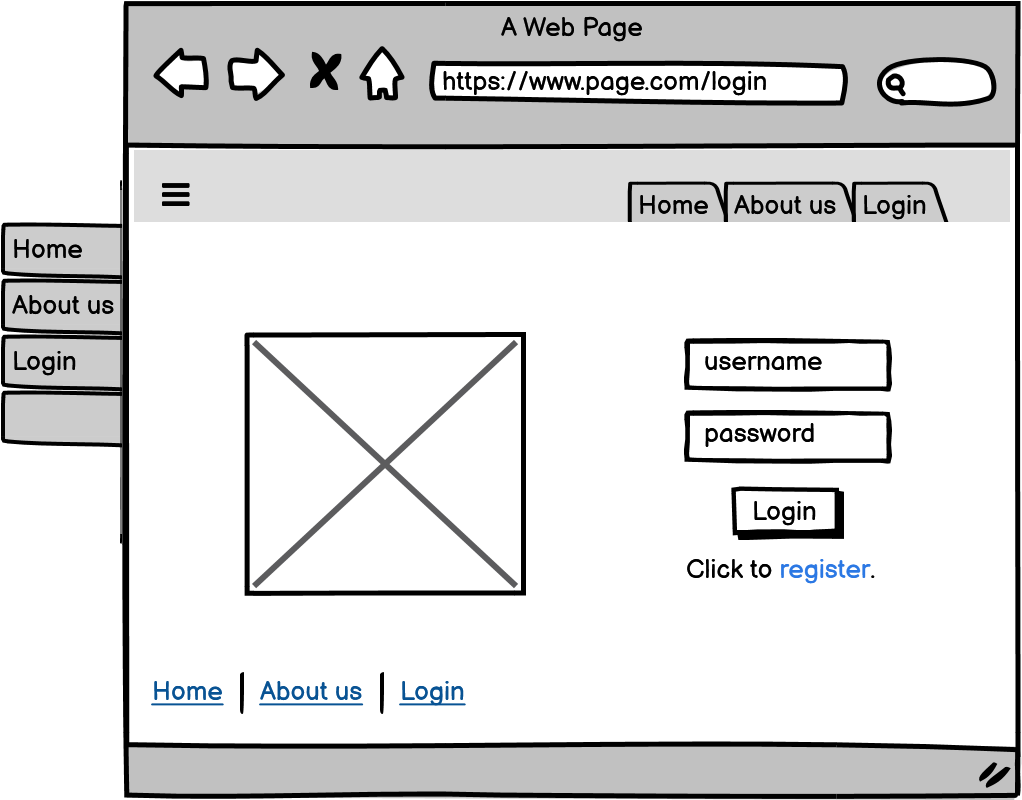 A Web Page
https://www.page.com/login
Home
About us
Login
Home
About us
Login
username
password
Login
Click to register.
Home
About us
Login